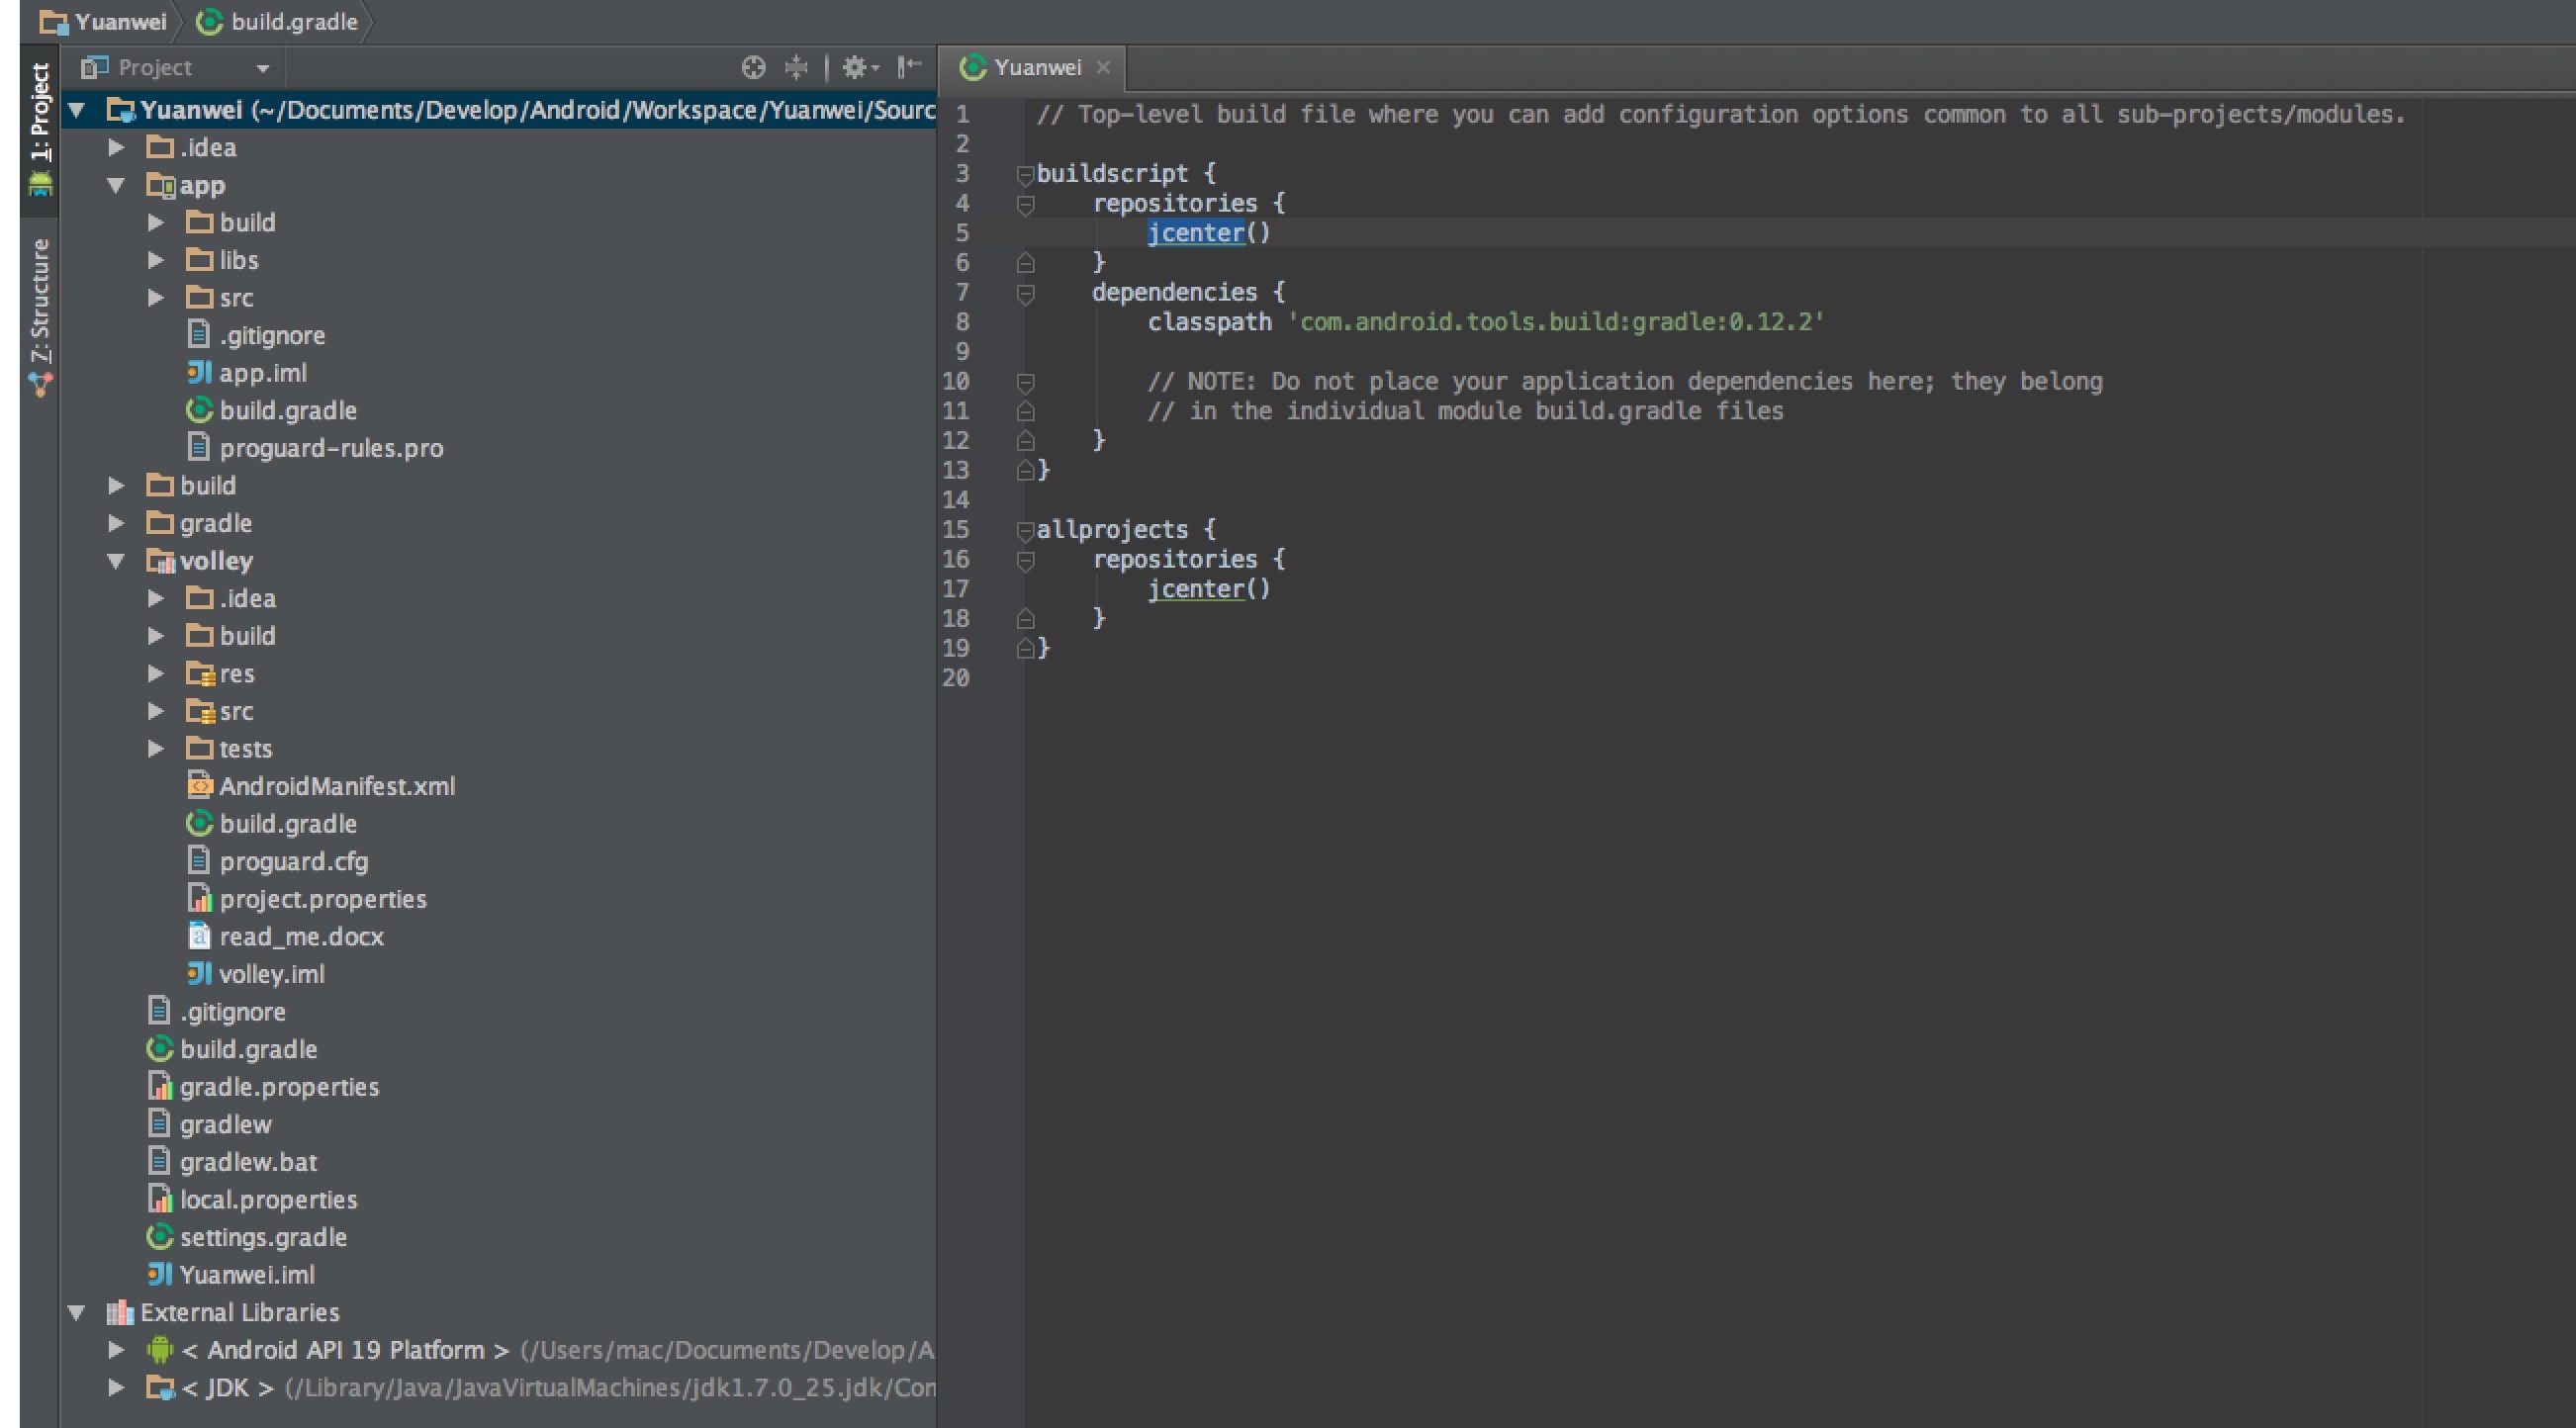 Yuanwei build.gradle
Project
1: Project
7: Structure
Yuanwei (~/Documents/Develop/Android/Workspace/Yuanwei/Sourc
.idea
app
build
libs
src
.gitignore
app.iml
build.gradle
proguard-rules.pro
build
gradle
volley
.idea
build
res
src
tests
AndroidManifest.xml
build.gradle
proguard.cfg
project.properties
read_me.docx
volley.iml
.gitignore
build.gradle
gradle.properties
gradlew
gradlew.bat
local.properties
settings.gradle
Yuanwei.iml
External Libraries
< Android API 19 Platform > (/Users/mac/Documents/Develop/A
< JDK > (/Library/Java/JavaVirtualMachines/jdk1.7.0_25.jdk/Con
Yuanwei
1 // Top-level build file where you can add configuration options common to all sub-projects/modules.
2
3 buildscript {
4 repositories {
5 jcenter()
6 }
7 dependencies {
8 classpath 'com.android.tools.build:gradle:0.12.2'
9
10 // NOTE: Do not place your application dependencies here; they belong
11 // in the individual module build.gradle files
12 }
13 }
14
15 allprojects {
16 repositories {
17 jcenter()
18 }
19 }
20